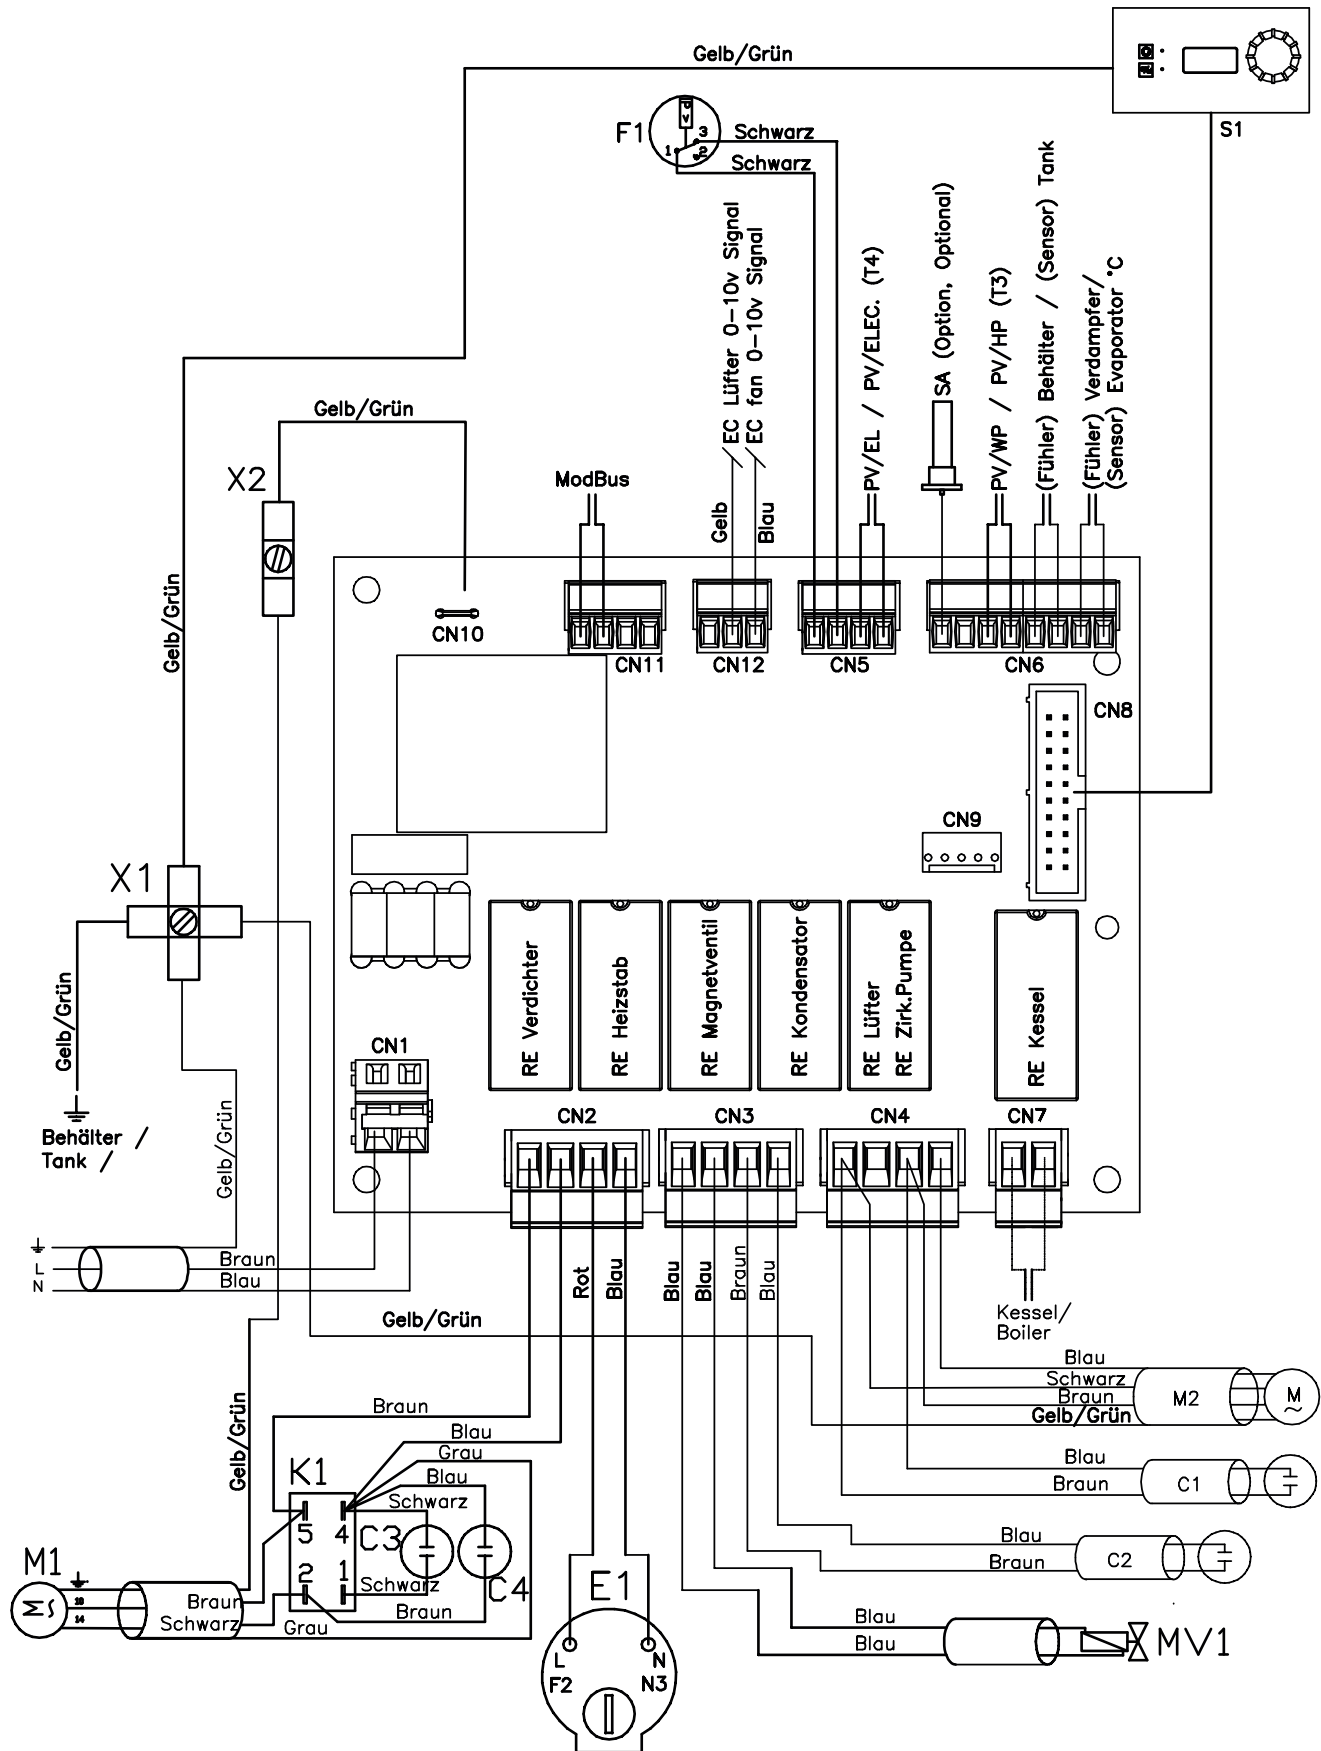 Gelb/Grün
S1
F1
P
V
3
1
2
Schwarz
Schwarz
EC Lüfter 0-10v Signal
EC fan 0-10v Signal
PV/EL / PV/ELEC. (T4)
SA (Option, Optional)
PV/WP / PV/HP (T3)
(Fühler) Behälter / (Sensor) Tank
(Fühler) Verdampfer/
(Sensor) Evaporator °C
Gelb/Grün
X2
ModBus
Gelb
Blau
Gelb/Grün
CN10
CN11
CN12
CN5
CN6
CN8
CN9
X1
Gelb/Grün
Behälter /
Tank /
Gelb/Grün
CN1
RE Verdichter
RE Heizstab
RE Magnetventil
RE Kondensator
RE Lüfter
RE Zirk.Pumpe
RE Kessel
CN2
CN3
CN4
CN7
L
N
Braun
Blau
Rot
Blau
Blau
Blau
Braun
Blau
Kessel/
Boiler
Gelb/Grün
Gelb/Grün
Blau
Schwarz
Braun
Gelb/Grün
M2
M
~
Braun
Blau
Grau
Blau
Schwarz
K1
5
4
2
1
C3
C4
Schwarz
Braun
Blau
Braun
C1
Blau
Braun
C2
M1
M
14
Braun
Schwarz
Grau
E1
L
N
F2
N3
Blau
Blau
MV1